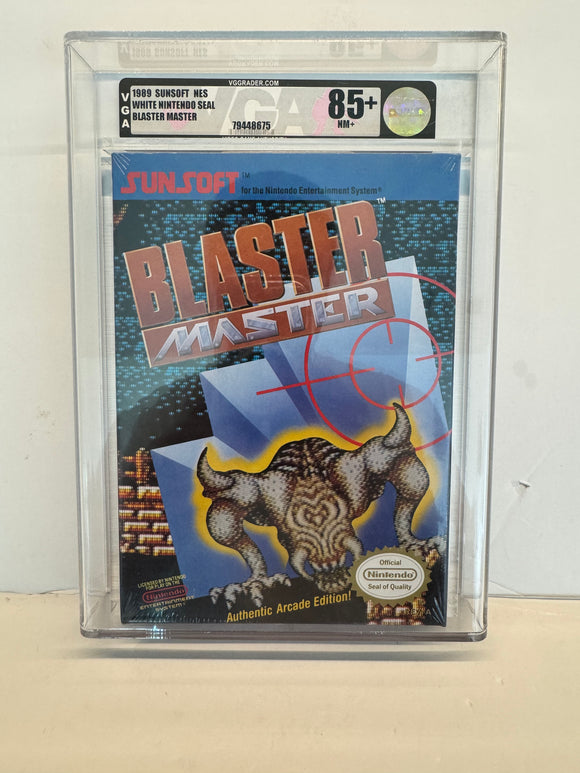 VGGRADER.COM
VGA
1989 SUNSOFT NES
WHITE NINTENDO SEAL
BLASTER MASTER
79448675
85+
NM+
SUNSOFT™
for the Nintendo Entertainment System®
BLASTER™
MASTER
LICENSED BY NINTENDO
FOR PLAY ON THE
Nintendo
ENTERTAINMENT
SYSTEM
Authentic Arcade Edition!
Official
Nintendo
Seal of Quality